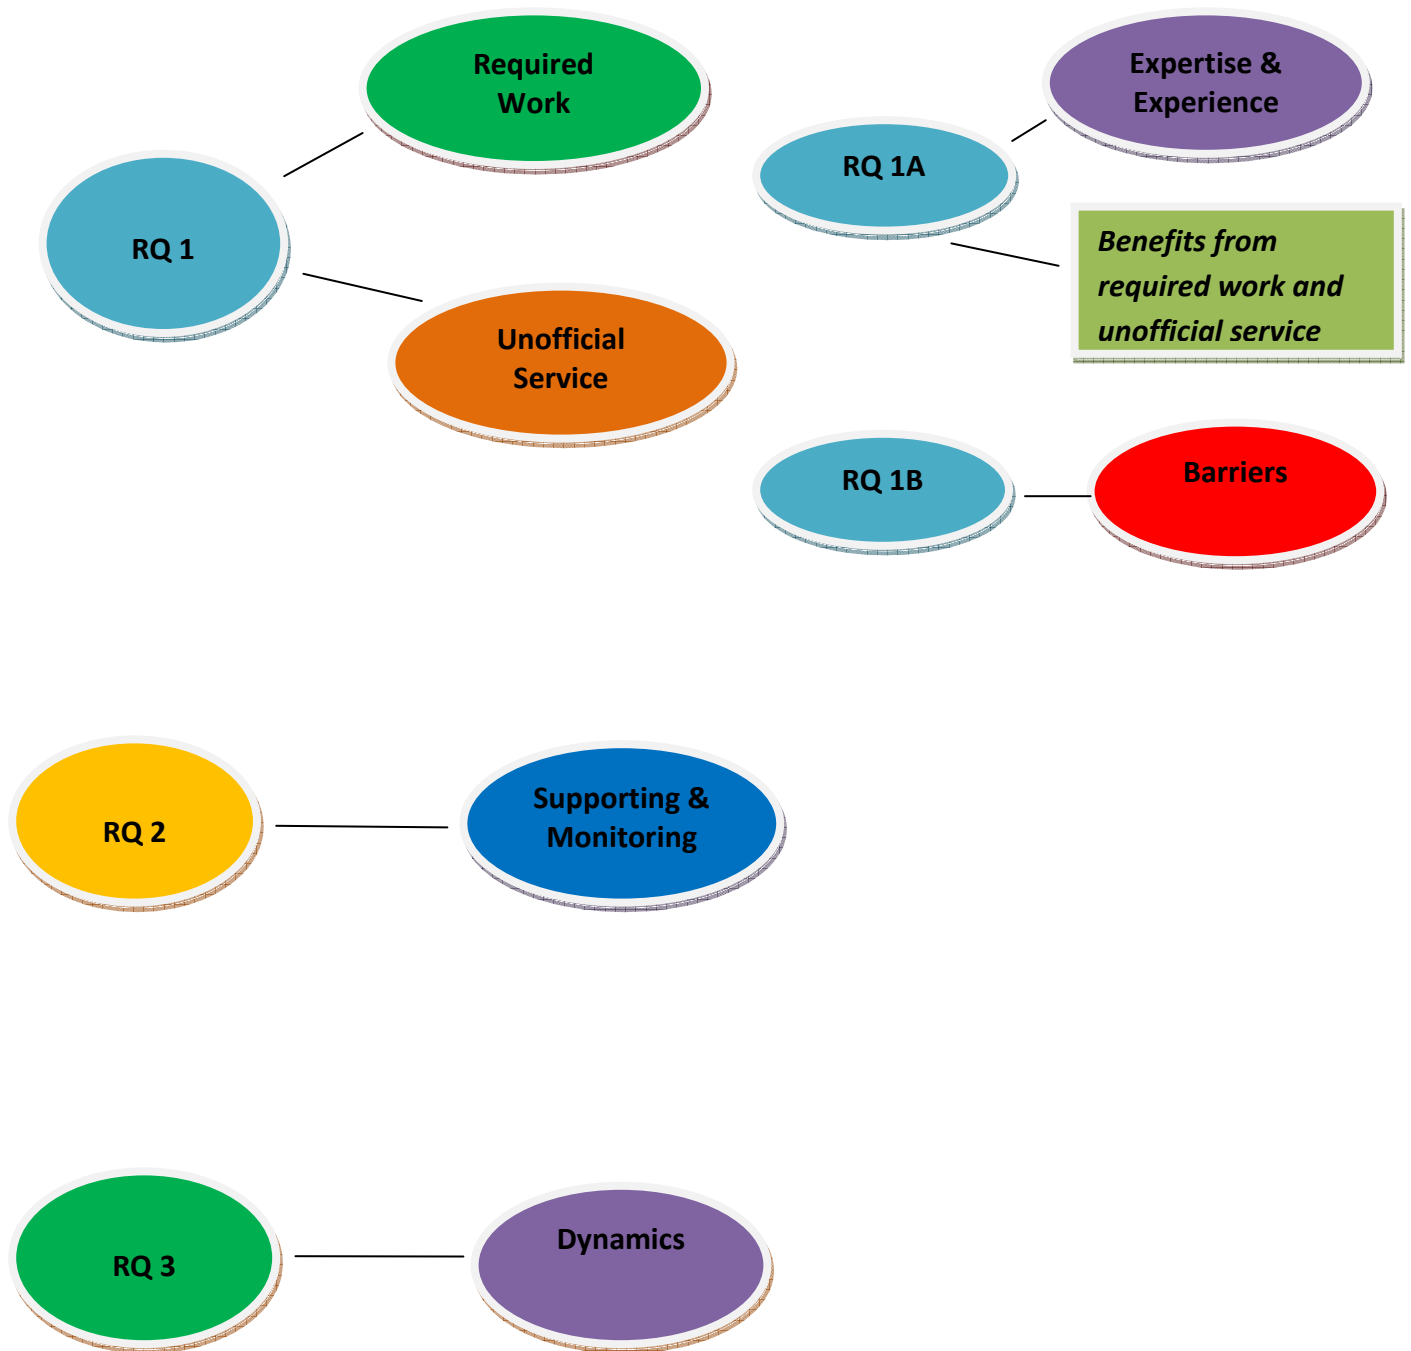 Required
Work
RQ 1
Unofficial
Service
Expertise &
Experience
RQ 1A
Benefits from
required work and
unofficial service
RQ 1B
Barriers
RQ 2
Supporting &
Monitoring
RQ 3
Dynamics